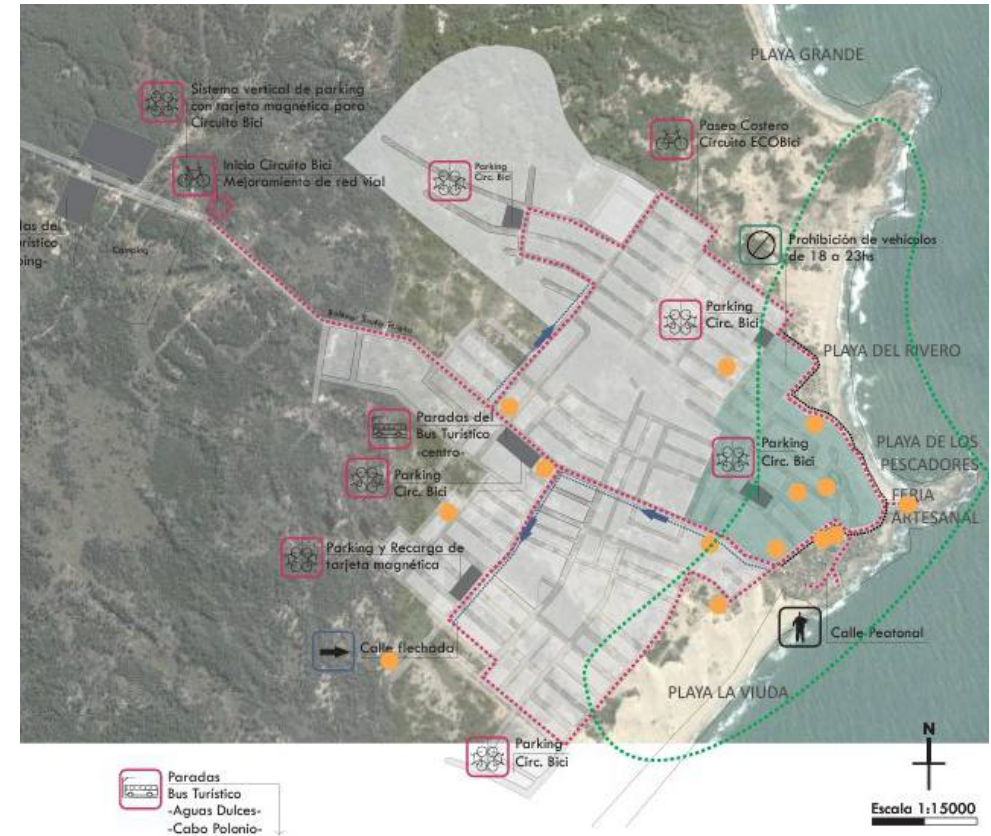 PLAYA GRANDE
Sistema vertical de parking
con tarjeta magnética para
Circuito Bici
Paseo Costero
Circuito ECOBici
Inicio Circuito Bici
Mejoramiento de red vial
Parking
Circ. Bici
Prohibición de vehículos
de 18 a 23hs
Camping
Parking
Circ. Bici
PLAYA DEL RIVERO
Paradas del
Bus Turístico
-centro-
Parking
Circ. Bici
PLAYA DE LOS
PESCADORES
Parking
Circ. Bici
FERIA
ARTESANAL
Parking y Recarga de
tarjeta magnética
Calle Peatonal
Calle flechada
PLAYA LA VIUDA
N
Parking
Circ. Bici
Paradas
Bus Turístico
-Aguas Dulces-
-Cabo Polonio-
Escala 1:15000